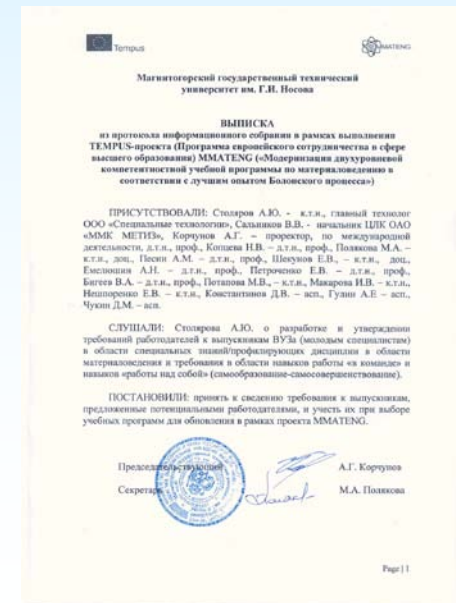 Tempus
MMATENG
Магнитогорский государственный технический
университет им. Г.И. Носова
ВЫПИСКА
из протокола информационного собрания в рамках выполнения
TEMPUS-проекта (Программа европейского сотрудничества в сфере
высшего образования) MMATENG («Модернизация двухуровневой
компетентностной учебной программы по материаловедению в
соответствии с лучшим опытом Болонского процесса»)
ПРИСУТСТВОВАЛИ: Столяров А.Ю. - к.т.н., главный технолог
ООО «Специальные технологии», Сальников В.В. - начальник ЦЛК ОАО
«ММК МЕТИЗ», Корчунов А.Г. – проректор, по международной
деятельности, д.т.н., проф., Копцева Н.В. – д.т.н., проф., Полякова М.А. –
к.т.н., доц., Песин А.М. – д.т.н., проф., Шекунов Е.В., – к.т.н., доц.,
Емелюшин А.Н. – д.т.н., проф., Петроченко Е.В. – д.т.н., проф.,
Бигеев В.А. – д.т.н., проф., Потапова М.В., – к.т.н., Макарова И.В. – к.т.н.,
Нешпоренко Е.В. – к.т.н., Константинов Д.В. – асп., Гулин А.Е – асп.,
Чукин Д.М. – асп.
СЛУШАЛИ: Столярова А.Ю. о разработке и утверждении
требований работодателей к выпускникам ВУЗа (молодым специалистам)
в области специальных знаний/профилирующих дисциплин в области
материаловедения и требования в области навыков работы «в команде» и
навыков «работы над собой» (самообразование-самосовершенствование).
ПОСТАНОВИЛИ: принять к сведению требования к выпускникам,
предложенные потенциальными работодателями, и учесть их при выборе
учебных программ для обновления в рамках проекта MMATENG.
Председательствующий А.Г. Корчунов
Секретарь М.А. Полякова
Page | 1